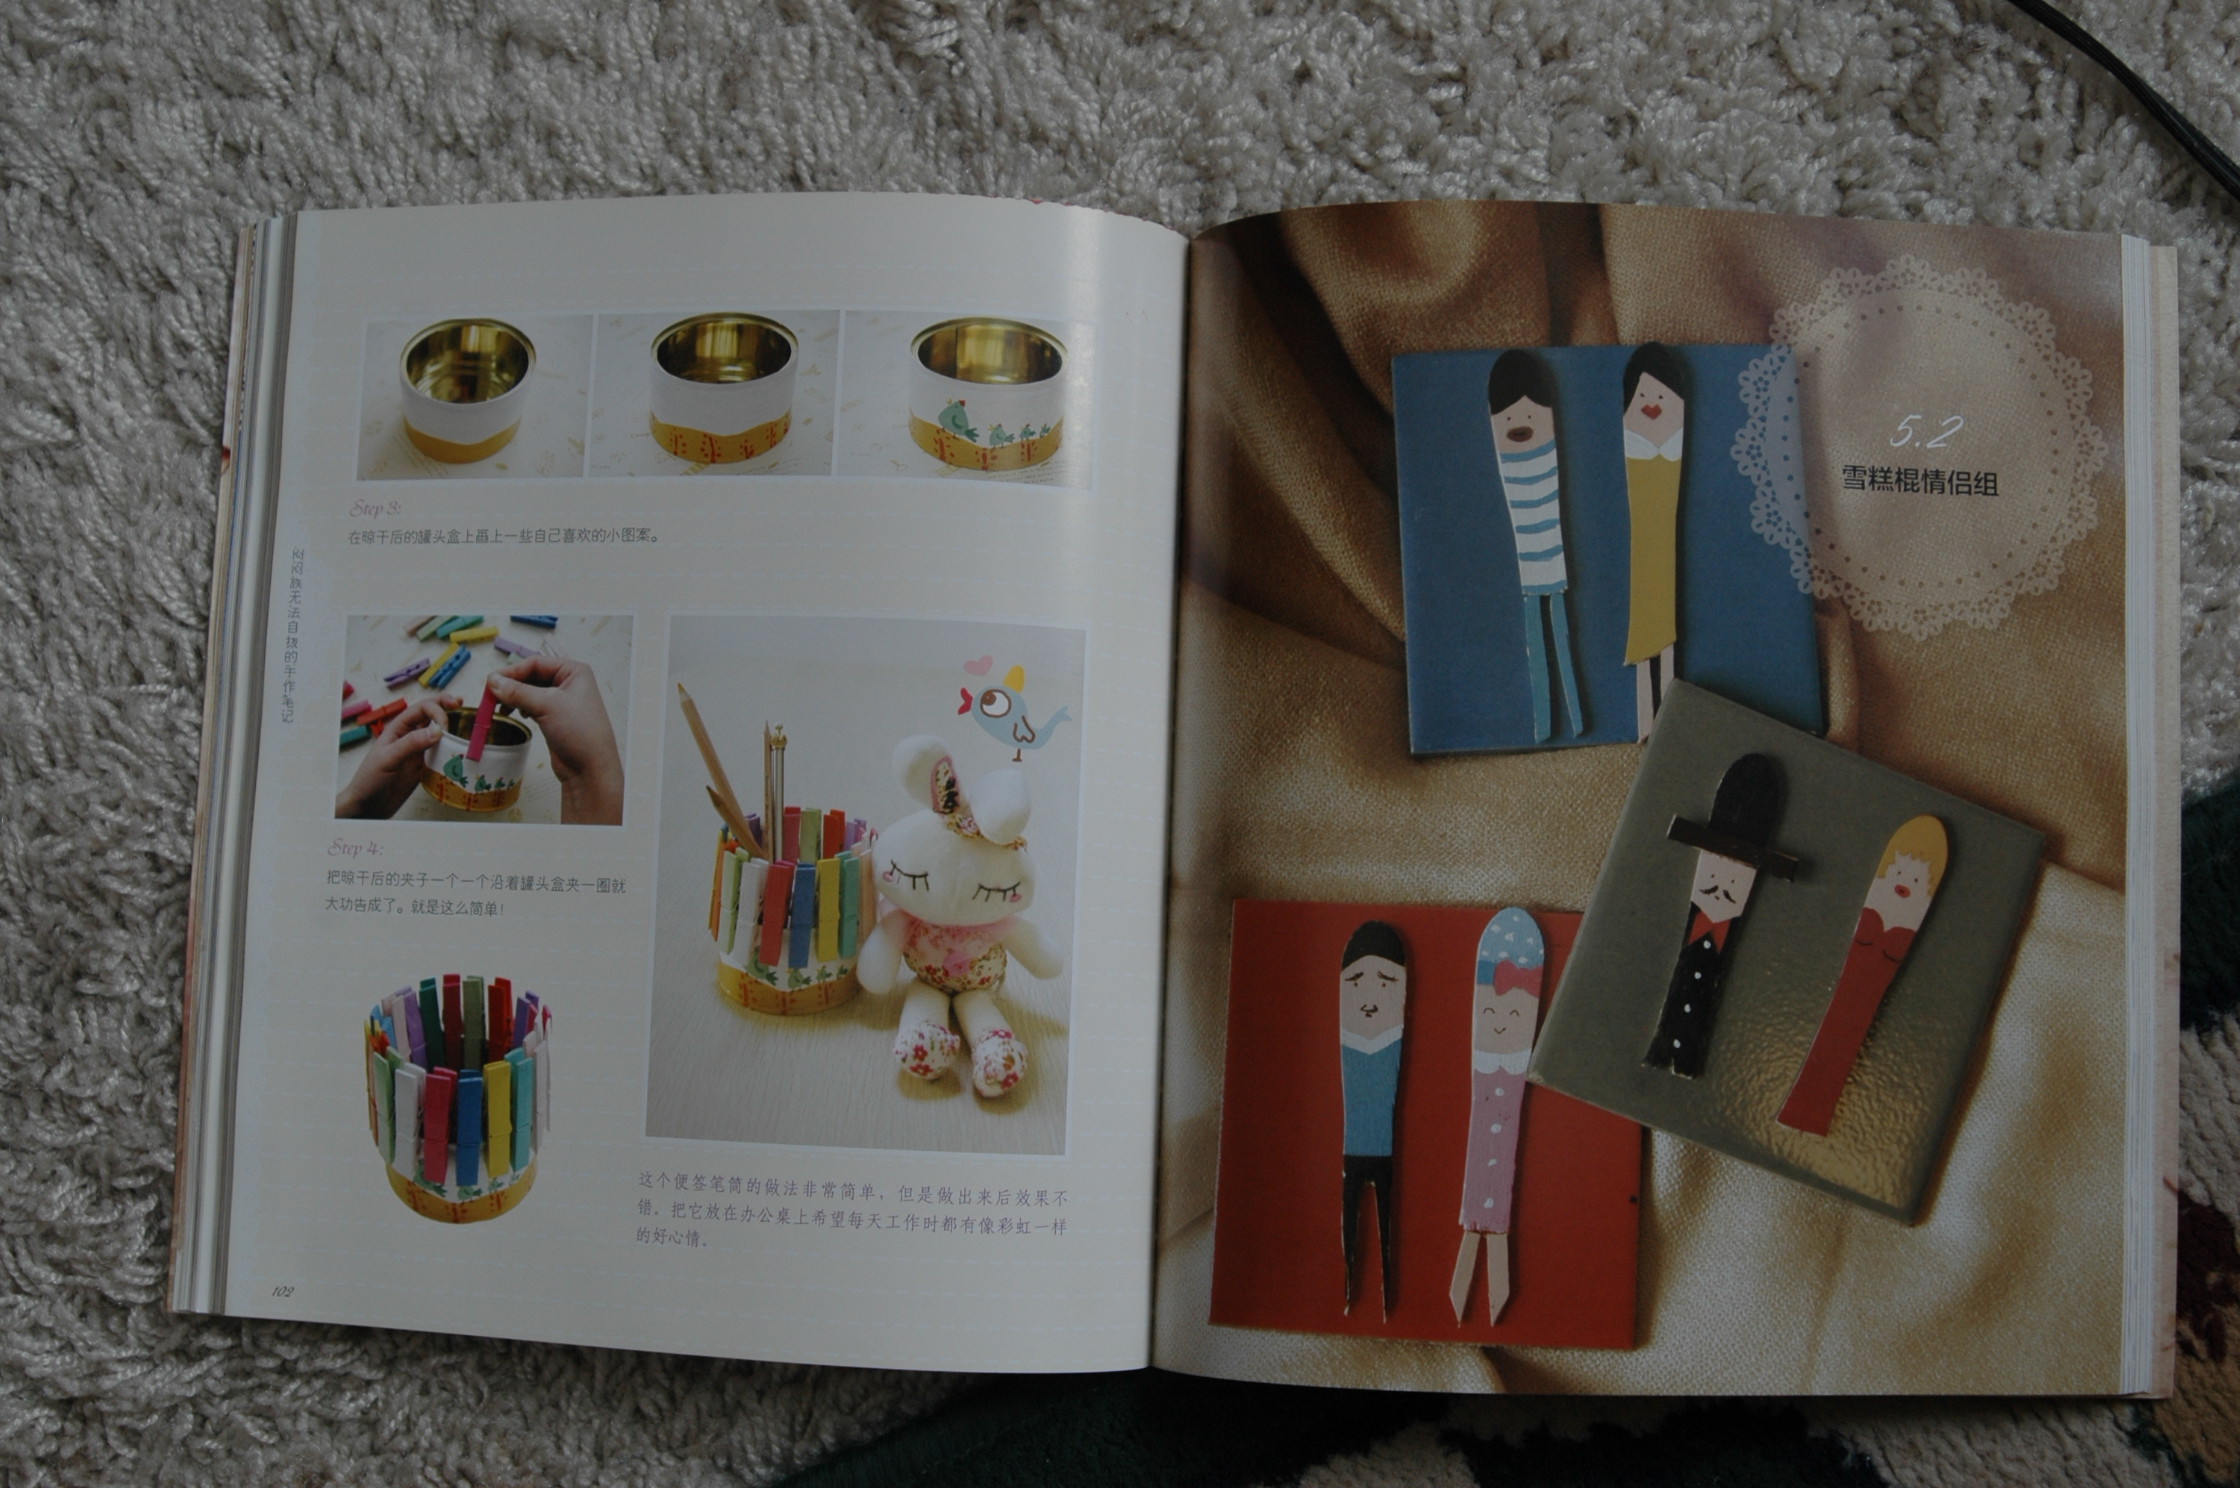 Step 3:
在晾干后的罐头盒上画上一些自己喜欢的小图案。
闷闷族无法自拨的手作笔记
Step 4:
把晾干后的夹子一个一个沿着罐头盒夹一圈就
大功告成了。就是这么简单！
这个便签笔筒的做法非常简单，但是做出来后效果不
错。把它放在办公桌上希望每天工作时都有像彩虹一样
的好心情。
102
5.2
雪糕棍情侣组